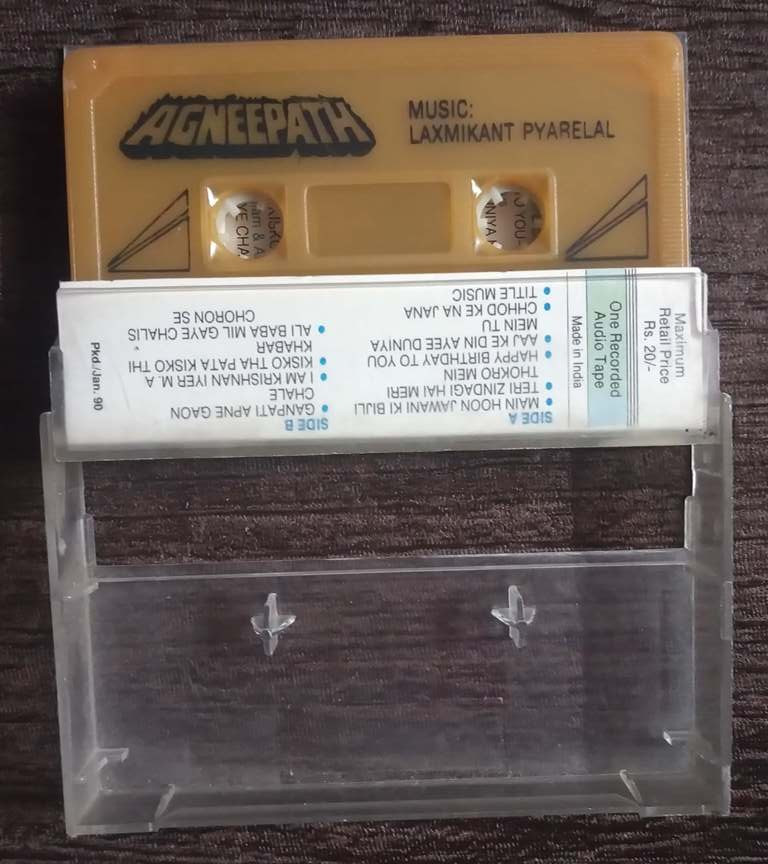 AGNEEPATH
MUSIC:
LAXMIKANT PYARELAL
Maximum
Retail Price
Rs. 20/-
One Recorded
Audio Tape
Made in India
SIDE A
• MAIN HOON JAWANI KI BIJLI
• TERI ZINDAGI HAI MERI
THOKRO MEIN
• HAPPY BIRTHDAY TO YOU
• AAJ KE DIN AYEE DUNIYA
MEIN TU
• CHHOD KE NA JANA
• TITLE MUSIC
SIDE B
• GANPATI APNE GAON
CHALE
• I AM KRISHNAN IYER M. A
• KISKO THA PATA KISKO THI
KHABAR
• ALI BABA MIL GAYE CHALIS
CHORON SE
Pkd./Jan. 90